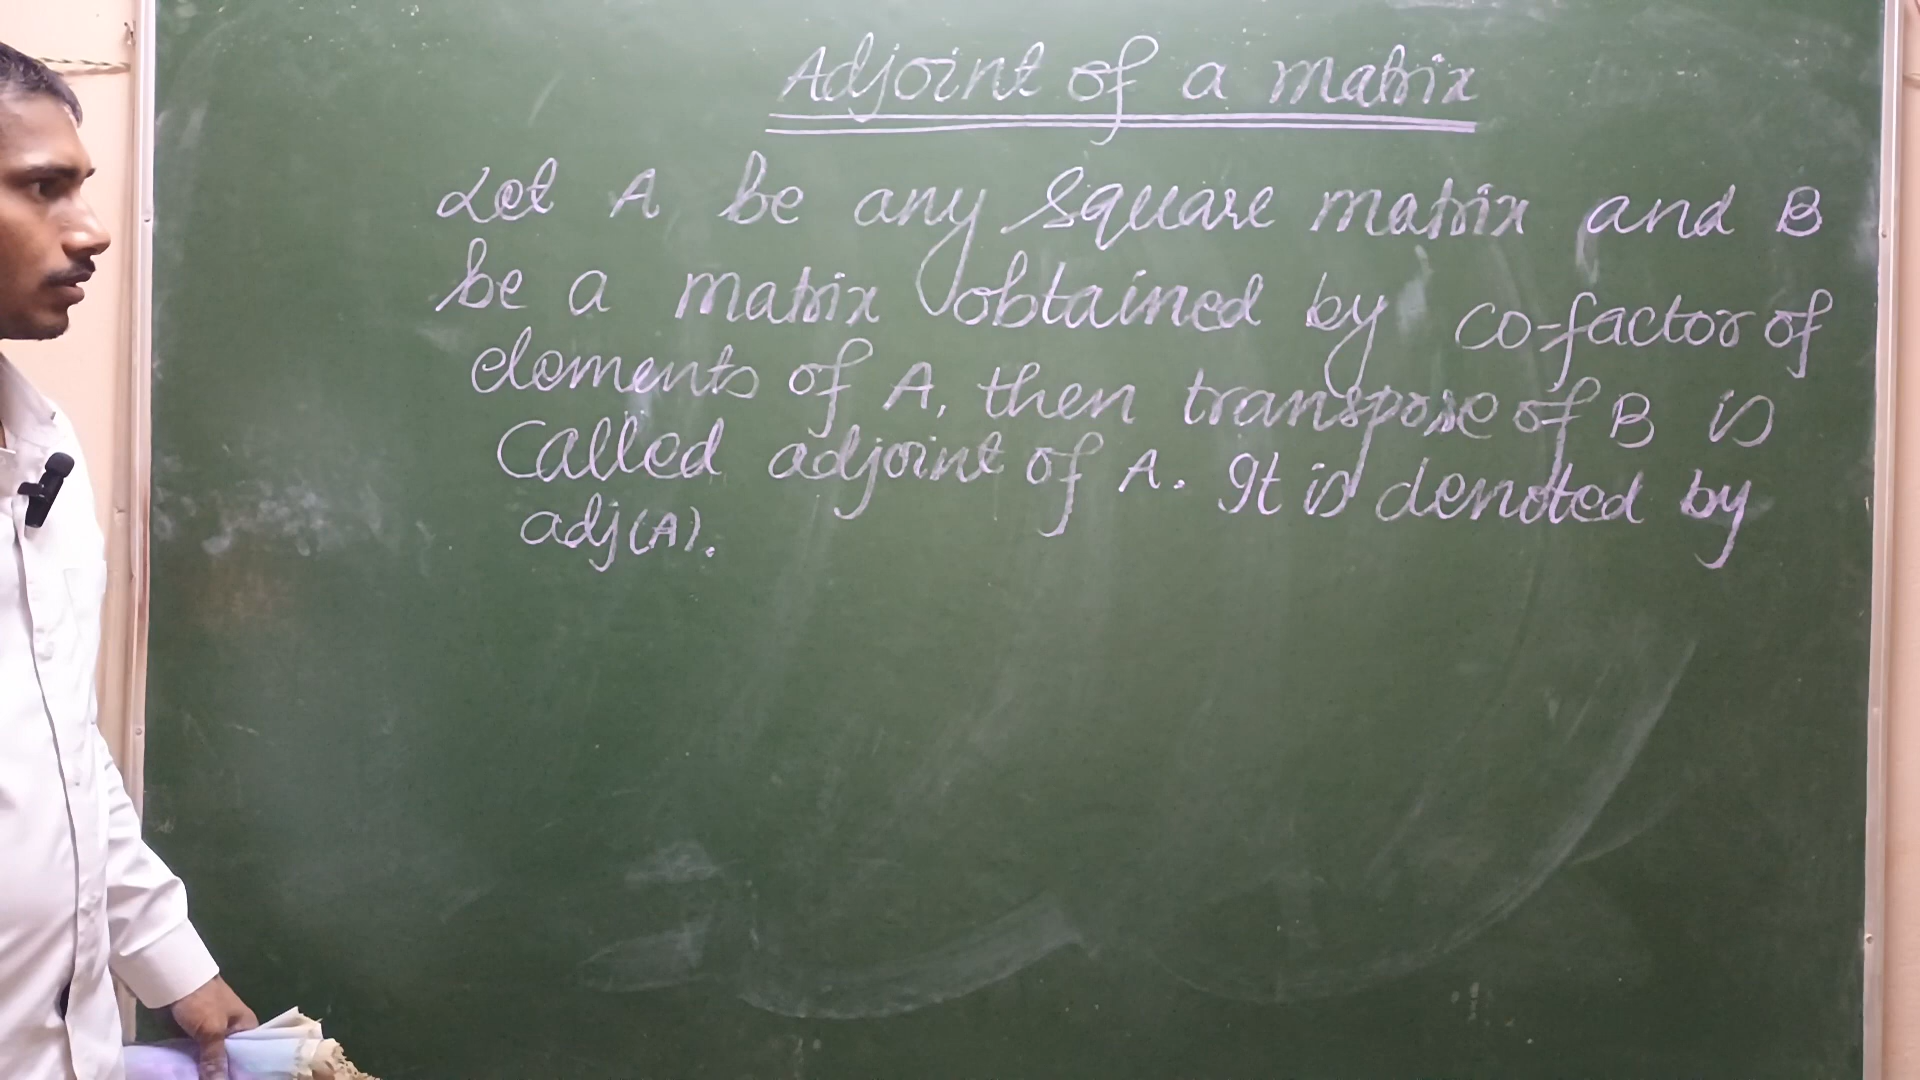 Adjoint of a matrix
Let A be any square matrix and B
be a matrix obtained by co-factor of
elements of A, then transpose of B is
called adjoint of A. It is denoted by
adj(A).